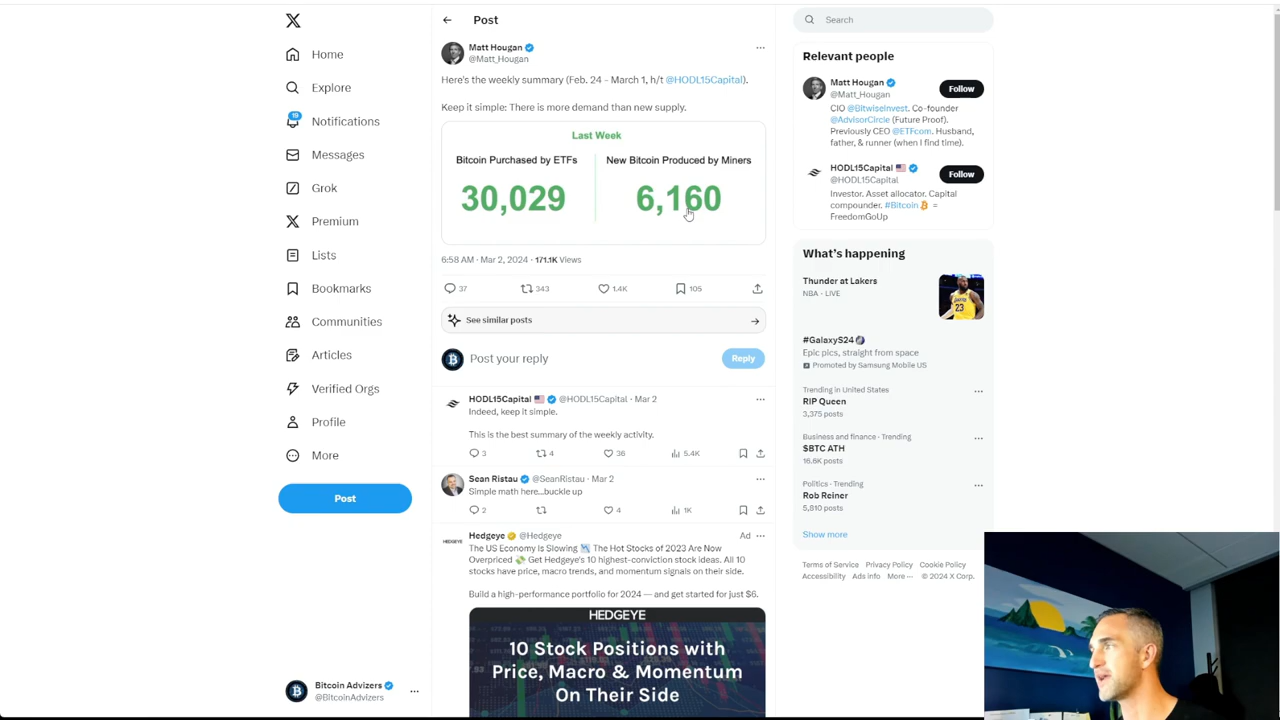 Home
Explore
19
Notifications
Messages
Grok
Premium
Lists
Bookmarks
Communities
Articles
Verified Orgs
Profile
More
Post
Bitcoin Advizers
@BitcoinAdvizers
Post
Matt Hougan
@Matt_Hougan
Here's the weekly summary (Feb. 24 - March 1, h/t @HODL15Capital).
Keep it simple: There is more demand than new supply.
Last Week
Bitcoin Purchased by ETFs
New Bitcoin Produced by Miners
30,029
6,160
6:58 AM · Mar 2, 2024 · 171.1K Views
37 343 1.4K 105
See similar posts
Post your reply
Reply
HODL15Capital @HODL15Capital · Mar 2
Indeed, keep it simple.
This is the best summary of the weekly activity.
3 4 36 5.4K
Sean Ristau @SeanRistau · Mar 2
Simple math here...buckle up
2 4 1K
Hedgeye @Hedgeye Ad
The US Economy Is Slowing The Hot Stocks of 2023 Are Now
Overpriced Get Hedgeye's 10 highest-conviction stock ideas. All 10
stocks have price, macro trends, and momentum signals on their side.
Build a high-performance portfolio for 2024 — and get started for just $6.
HEDGEYE
10 Stock Positions with
Price, Macro & Momentum
On Their Side
Search
Relevant people
Matt Hougan
@Matt_Hougan
Follow
CIO @BitwiseInvest. Co-founder
@AdvisorCircle (Future Proof).
Previously CEO @ETFcom. Husband,
father, & runner (when I find time).
HODL15Capital
@HODL15Capital
Follow
Investor. Asset allocator. Capital
compounder. #Bitcoin =
FreedomGoUp
What's happening
Thunder at Lakers
NBA · LIVE
#GalaxyS24
Epic pics, straight from space
Promoted by Samsung Mobile US
Trending in United States
RIP Queen
3,375 posts
Business and finance · Trending
$BTC ATH
16.6K posts
Politics · Trending
Rob Reiner
5,810 posts
Show more
Terms of Service Privacy Policy Cookie Policy
Accessibility Ads info More ··· © 2024 X Corp.